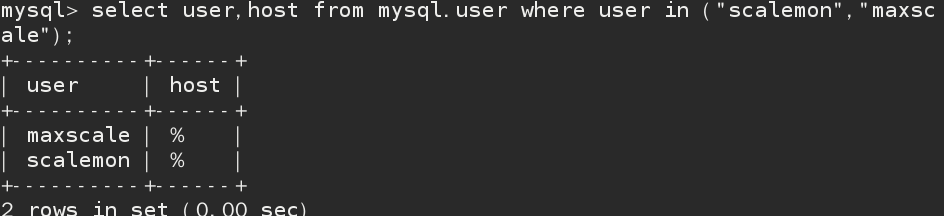 mysql> select user,host from mysql.user where user in ("scalemon","maxsc
ale");
+----------+------+
| user     | host |
+----------+------+
| maxscale | %    |
| scalemon | %    |
+----------+------+
2 rows in set (0.00 sec)